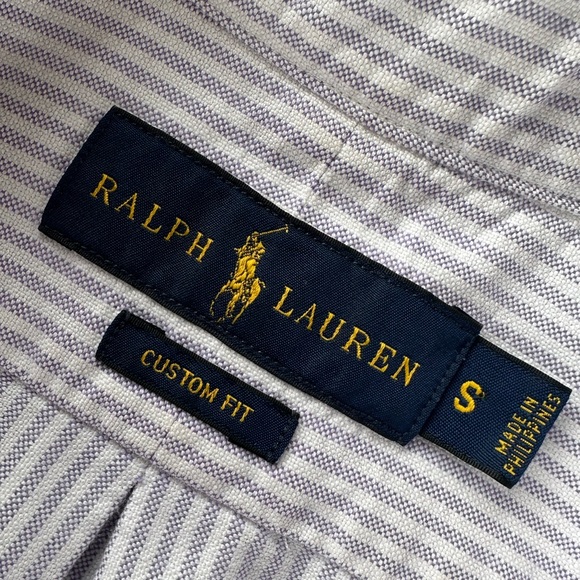 RALPH LAUREN
S
MADE IN
PHILIPPINES
CUSTOM FIT